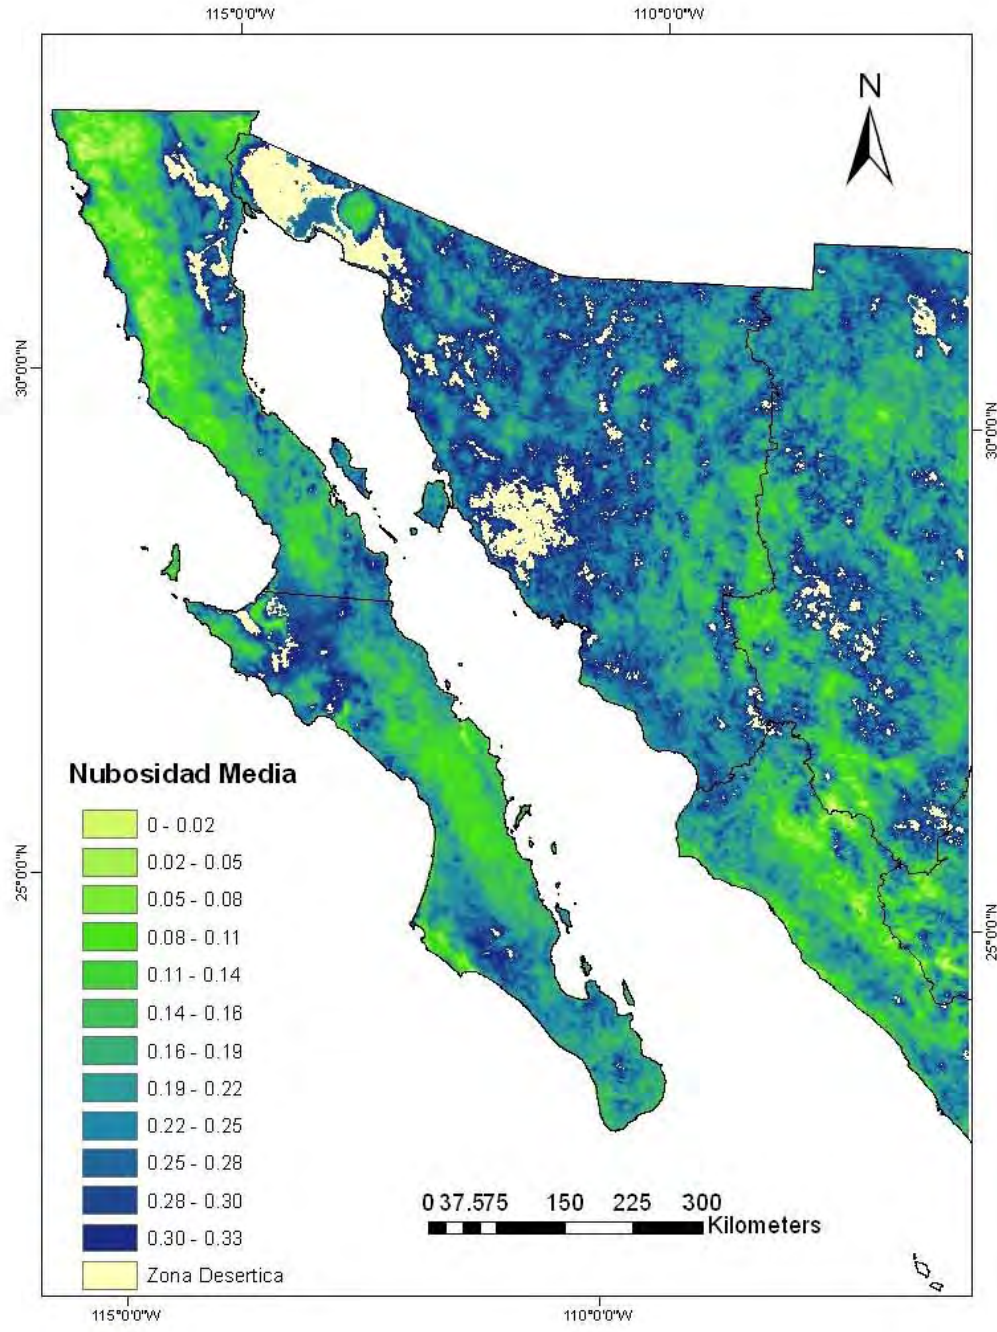 115°0'0"W
110°0'0"W
N
30°0'0"N
30°0'0"N
25°0'0"N
25°0'0"N
Nubosidad Media
0 - 0.02
0.02 - 0.05
0.05 - 0.08
0.08 - 0.11
0.11 - 0.14
0.14 - 0.16
0.16 - 0.19
0.19 - 0.22
0.22 - 0.25
0.25 - 0.28
0.28 - 0.30
0.30 - 0.33
Zona Desertica
0 37.5 75 150 225 300
Kilometers
115°0'0"W
110°0'0"W